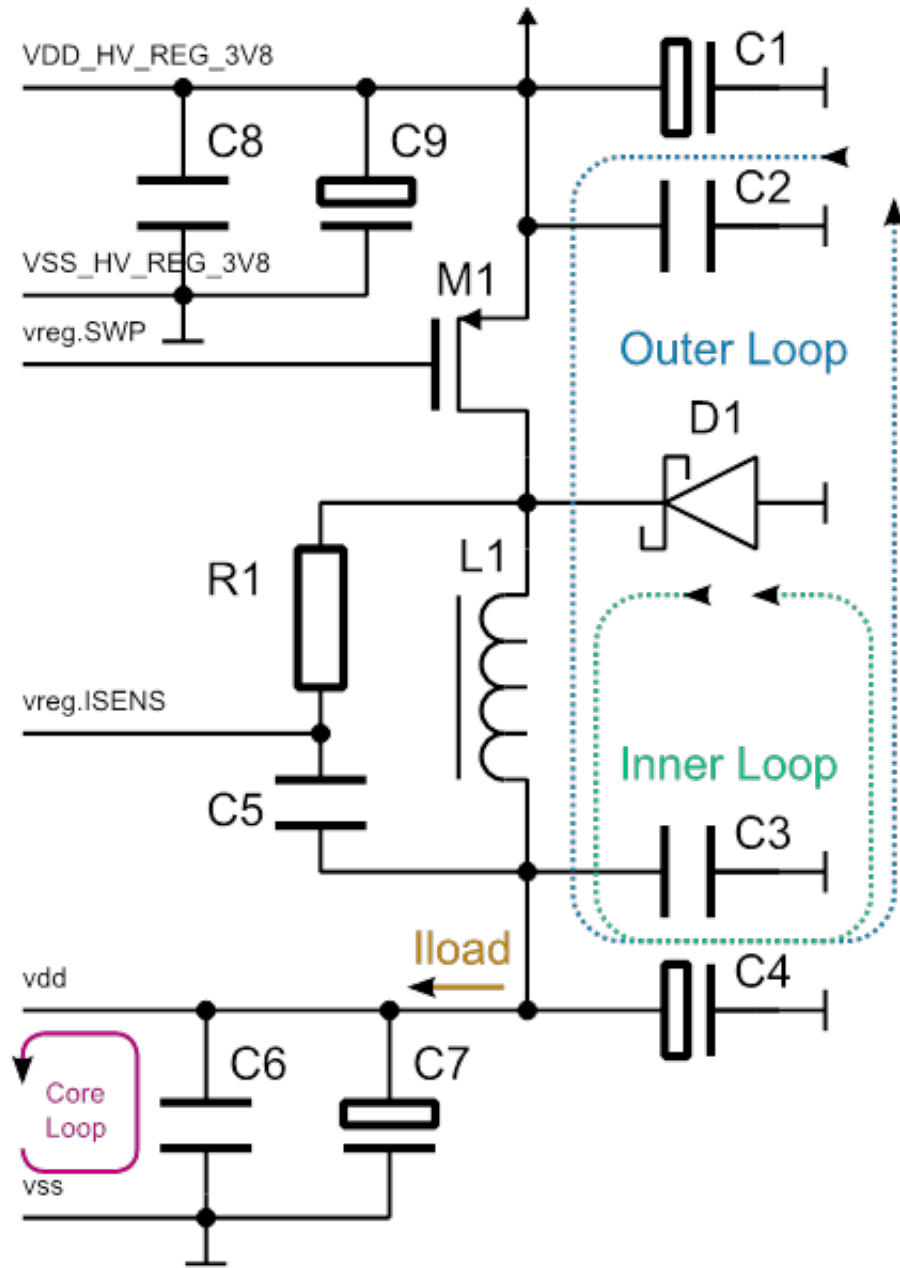 VDD_HV_REG_3V8
C1
C8
C9
C2
VSS_HV_REG_3V8
M1
vreg.SWP
Outer Loop
D1
L1
R1
vreg.ISENS
Inner Loop
C5
C3
Iload
vdd
C4
C6
C7
Core
Loop
vss